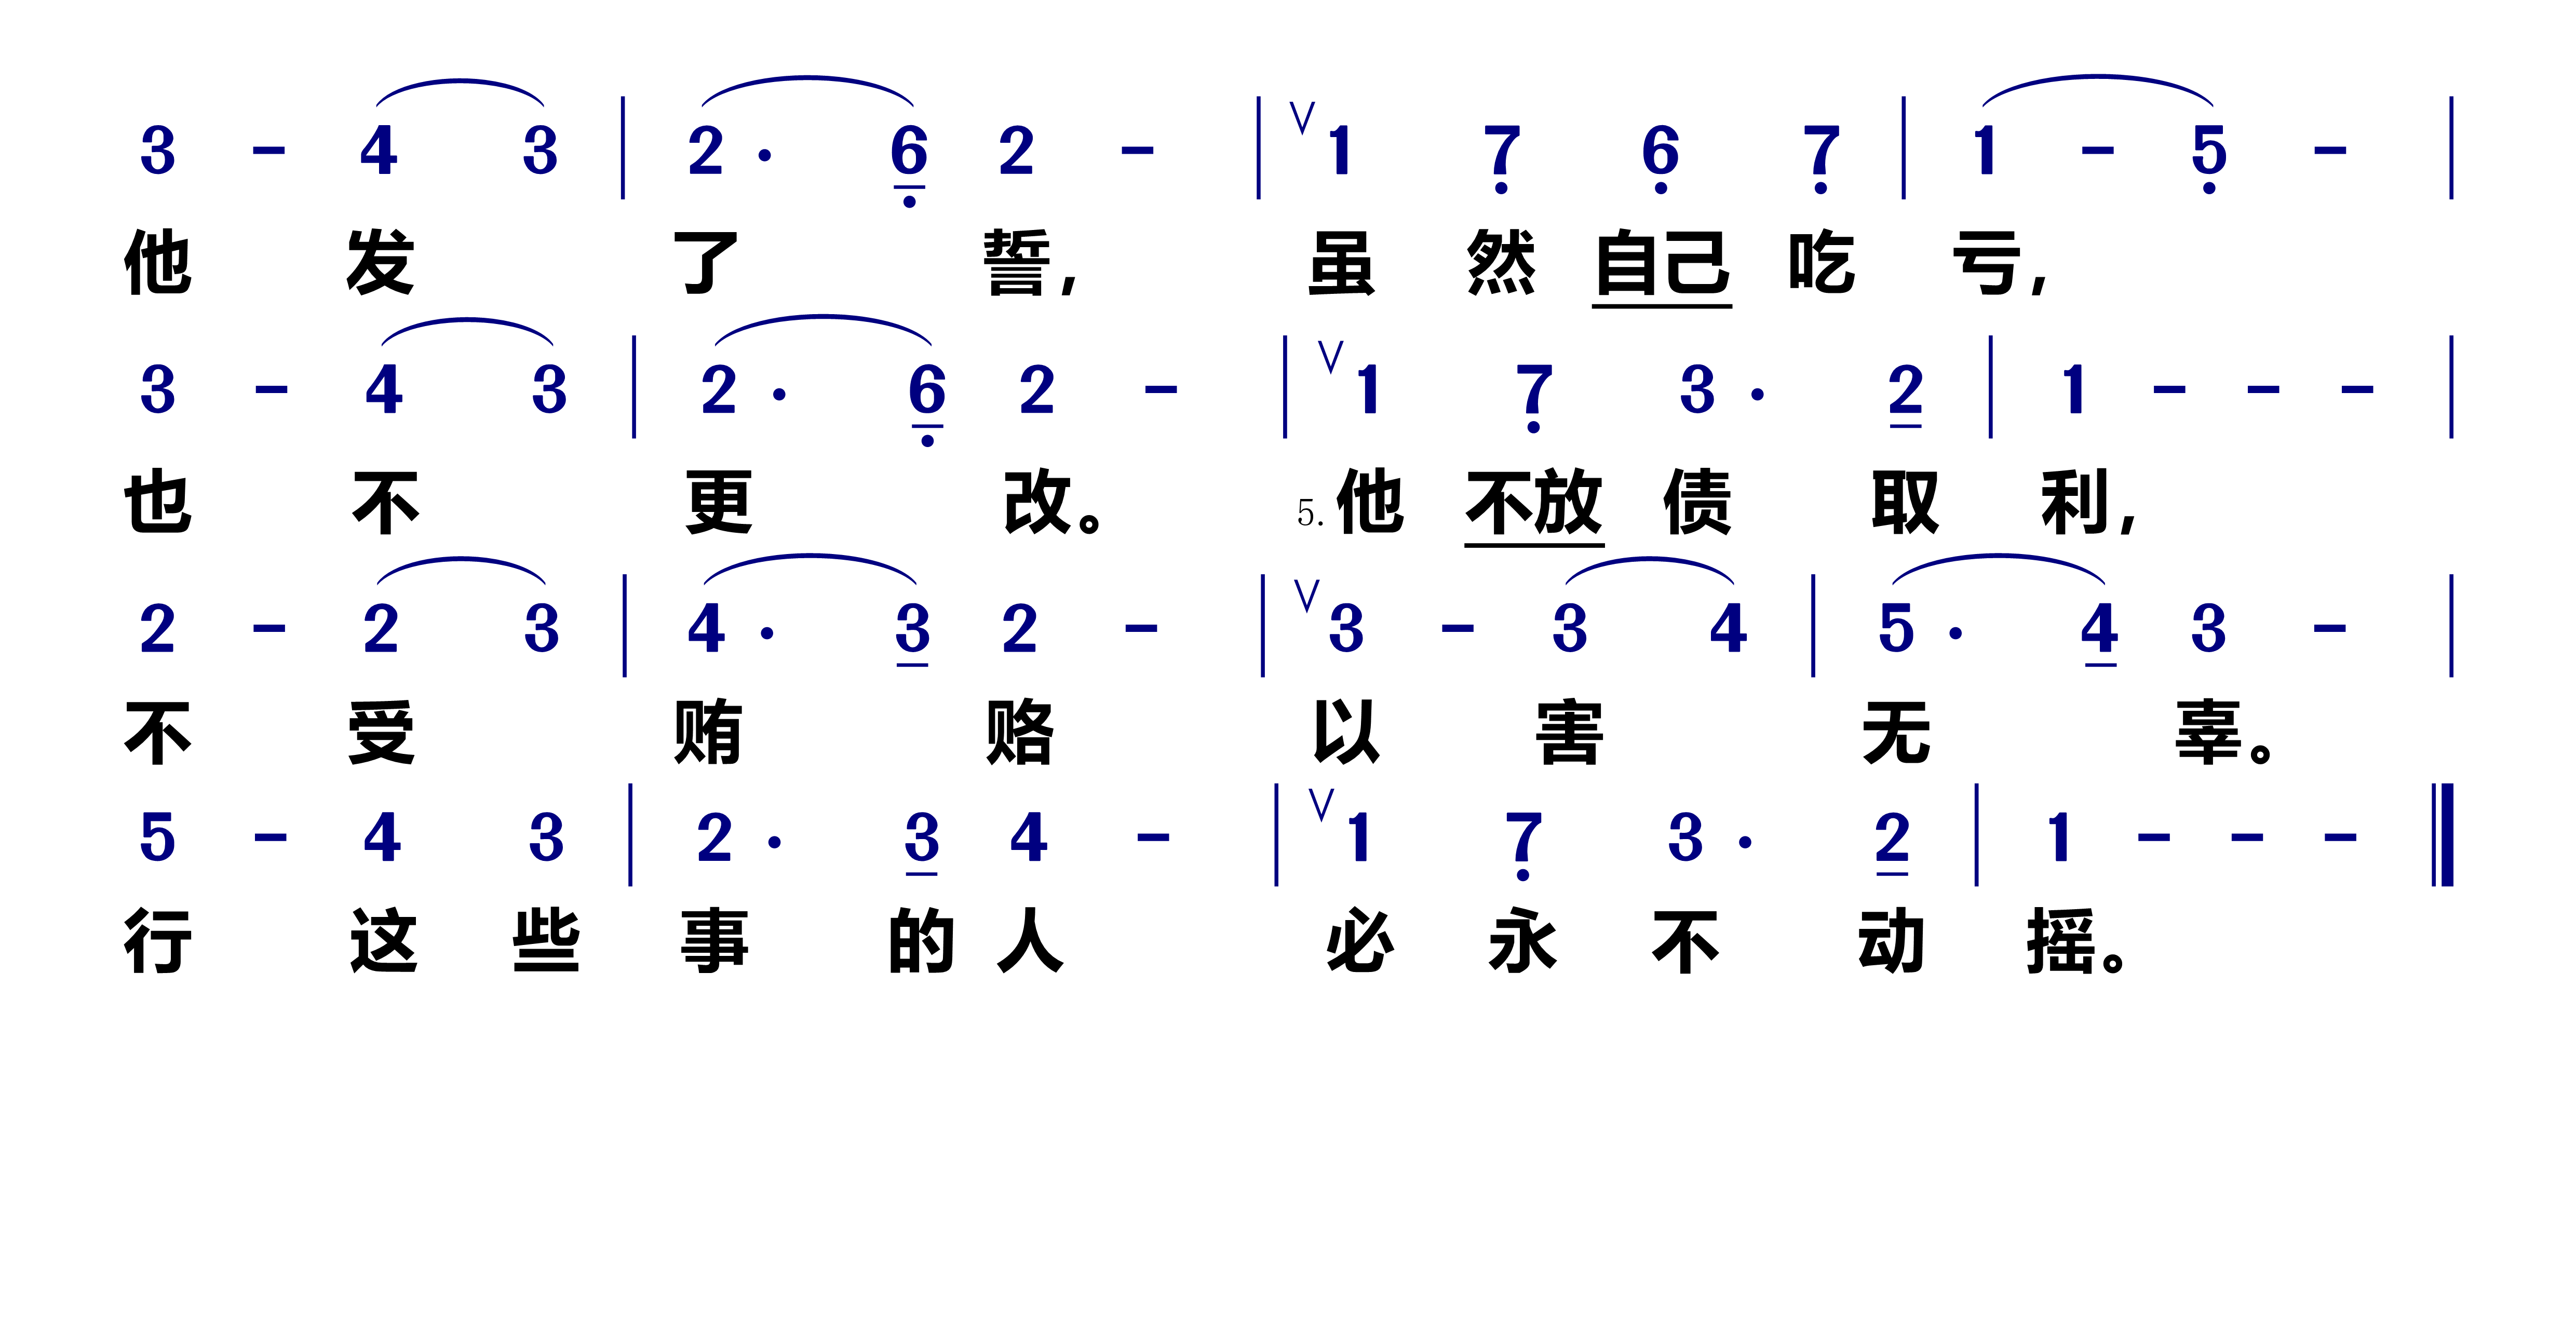 3 - 4 3 | 2 · 6 2 - | V 1 7 6 7 | 1 - 5 - |
他 发 了 誓, 虽 然 自己 吃 亏,
3 - 4 3 | 2 · 6 2 - | V 1 7 3 · 2 | 1 - - - |
也 不 更 改。 5. 他 不放 债 取 利,
2 - 2 3 | 4 · 3 2 - | V 3 - 3 4 | 5 · 4 3 - |
不 受 贿 赂 以 害 无 辜。
5 - 4 3 | 2 · 3 4 - | V 1 7 3 · 2 | 1 - - - ‖
行 这 些 事 的 人 必 永 不 动 摇。